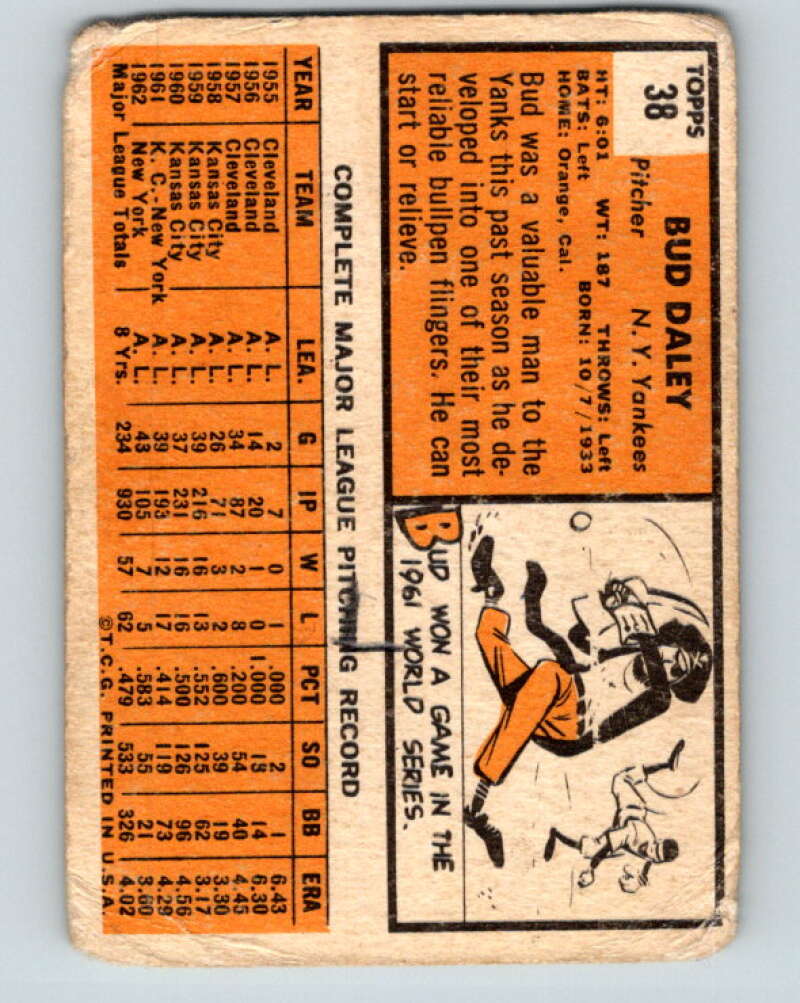 TOPPS
38
BUD DALEY
Pitcher N. Y. Yankees
HT: 6:01 WT: 187 THROWS: Left
BATS: Left BORN: 10/7/1933
HOME: Orange, Cal.
Bud was a valuable man to the
Yanks this past season as he de-
veloped into one of their most
reliable bullpen flingers. He can
start or relieve.
BUD WON A GAME IN THE
1961 WORLD SERIES.
COMPLETE MAJOR LEAGUE PITCHING RECORD
YEAR TEAM LEA. G IP W L PCT SO BB ERA
1955 Cleveland A. L. 2 7 0 1 .000 2 1 6.43
1956 Cleveland A. L. 14 20 1 0 1.000 13 14 6.30
1957 Cleveland A. L. 34 87 2 8 .200 54 40 4.45
1958 Kansas City A. L. 26 71 3 2 .600 39 19 3.30
1959 Kansas City A. L. 39 216 16 13 .552 125 62 3.17
1960 Kansas City A. L. 37 231 16 16 .500 126 96 4.56
1961 K. C.-New York A. L. 39 193 12 17 .414 119 73 4.29
1962 New York A. L. 43 105 7 5 .583 55 21 3.60
Major League Totals 8 Yrs. 234 930 57 62 .479 533 326 4.02
©T.C.G. PRINTED IN U.S.A.